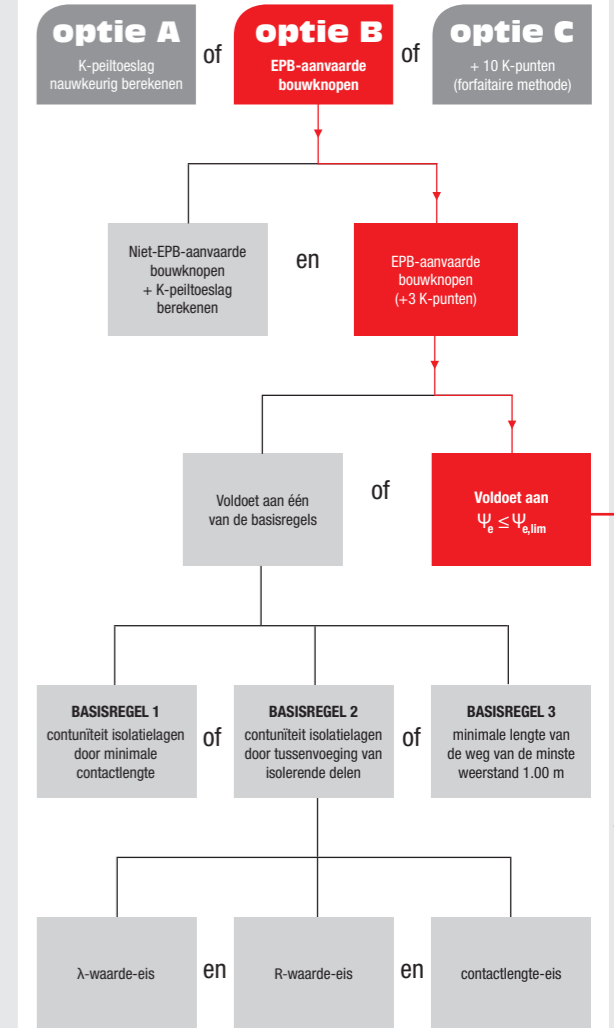 optie A
K-peiltoeslag
nauwkeurig berekenen
of
optie B
EPB-aanvaarde
bouwknopen
of
optie C
+ 10 K-punten
(forfaitaire methode)
Niet-EPB-aanvaarde
bouwknopen
+ K-peiltoeslag
berekenen
en
EPB-aanvaarde
bouwknopen
(+3 K-punten)
Voldoet aan één
van de basisregels
of
Voldoet aan
Ψe ≤ Ψe,lim
BASISREGEL 1
contunïteit isolatielagen
door minimale
contactlengte
of
BASISREGEL 2
contunïteit isolatielagen
door tussenvoeging van
isolerende delen
of
BASISREGEL 3
minimale lengte van
de weg van de minste
weerstand 1.00 m
λ-waarde-eis
en
R-waarde-eis
en
contactlengte-eis